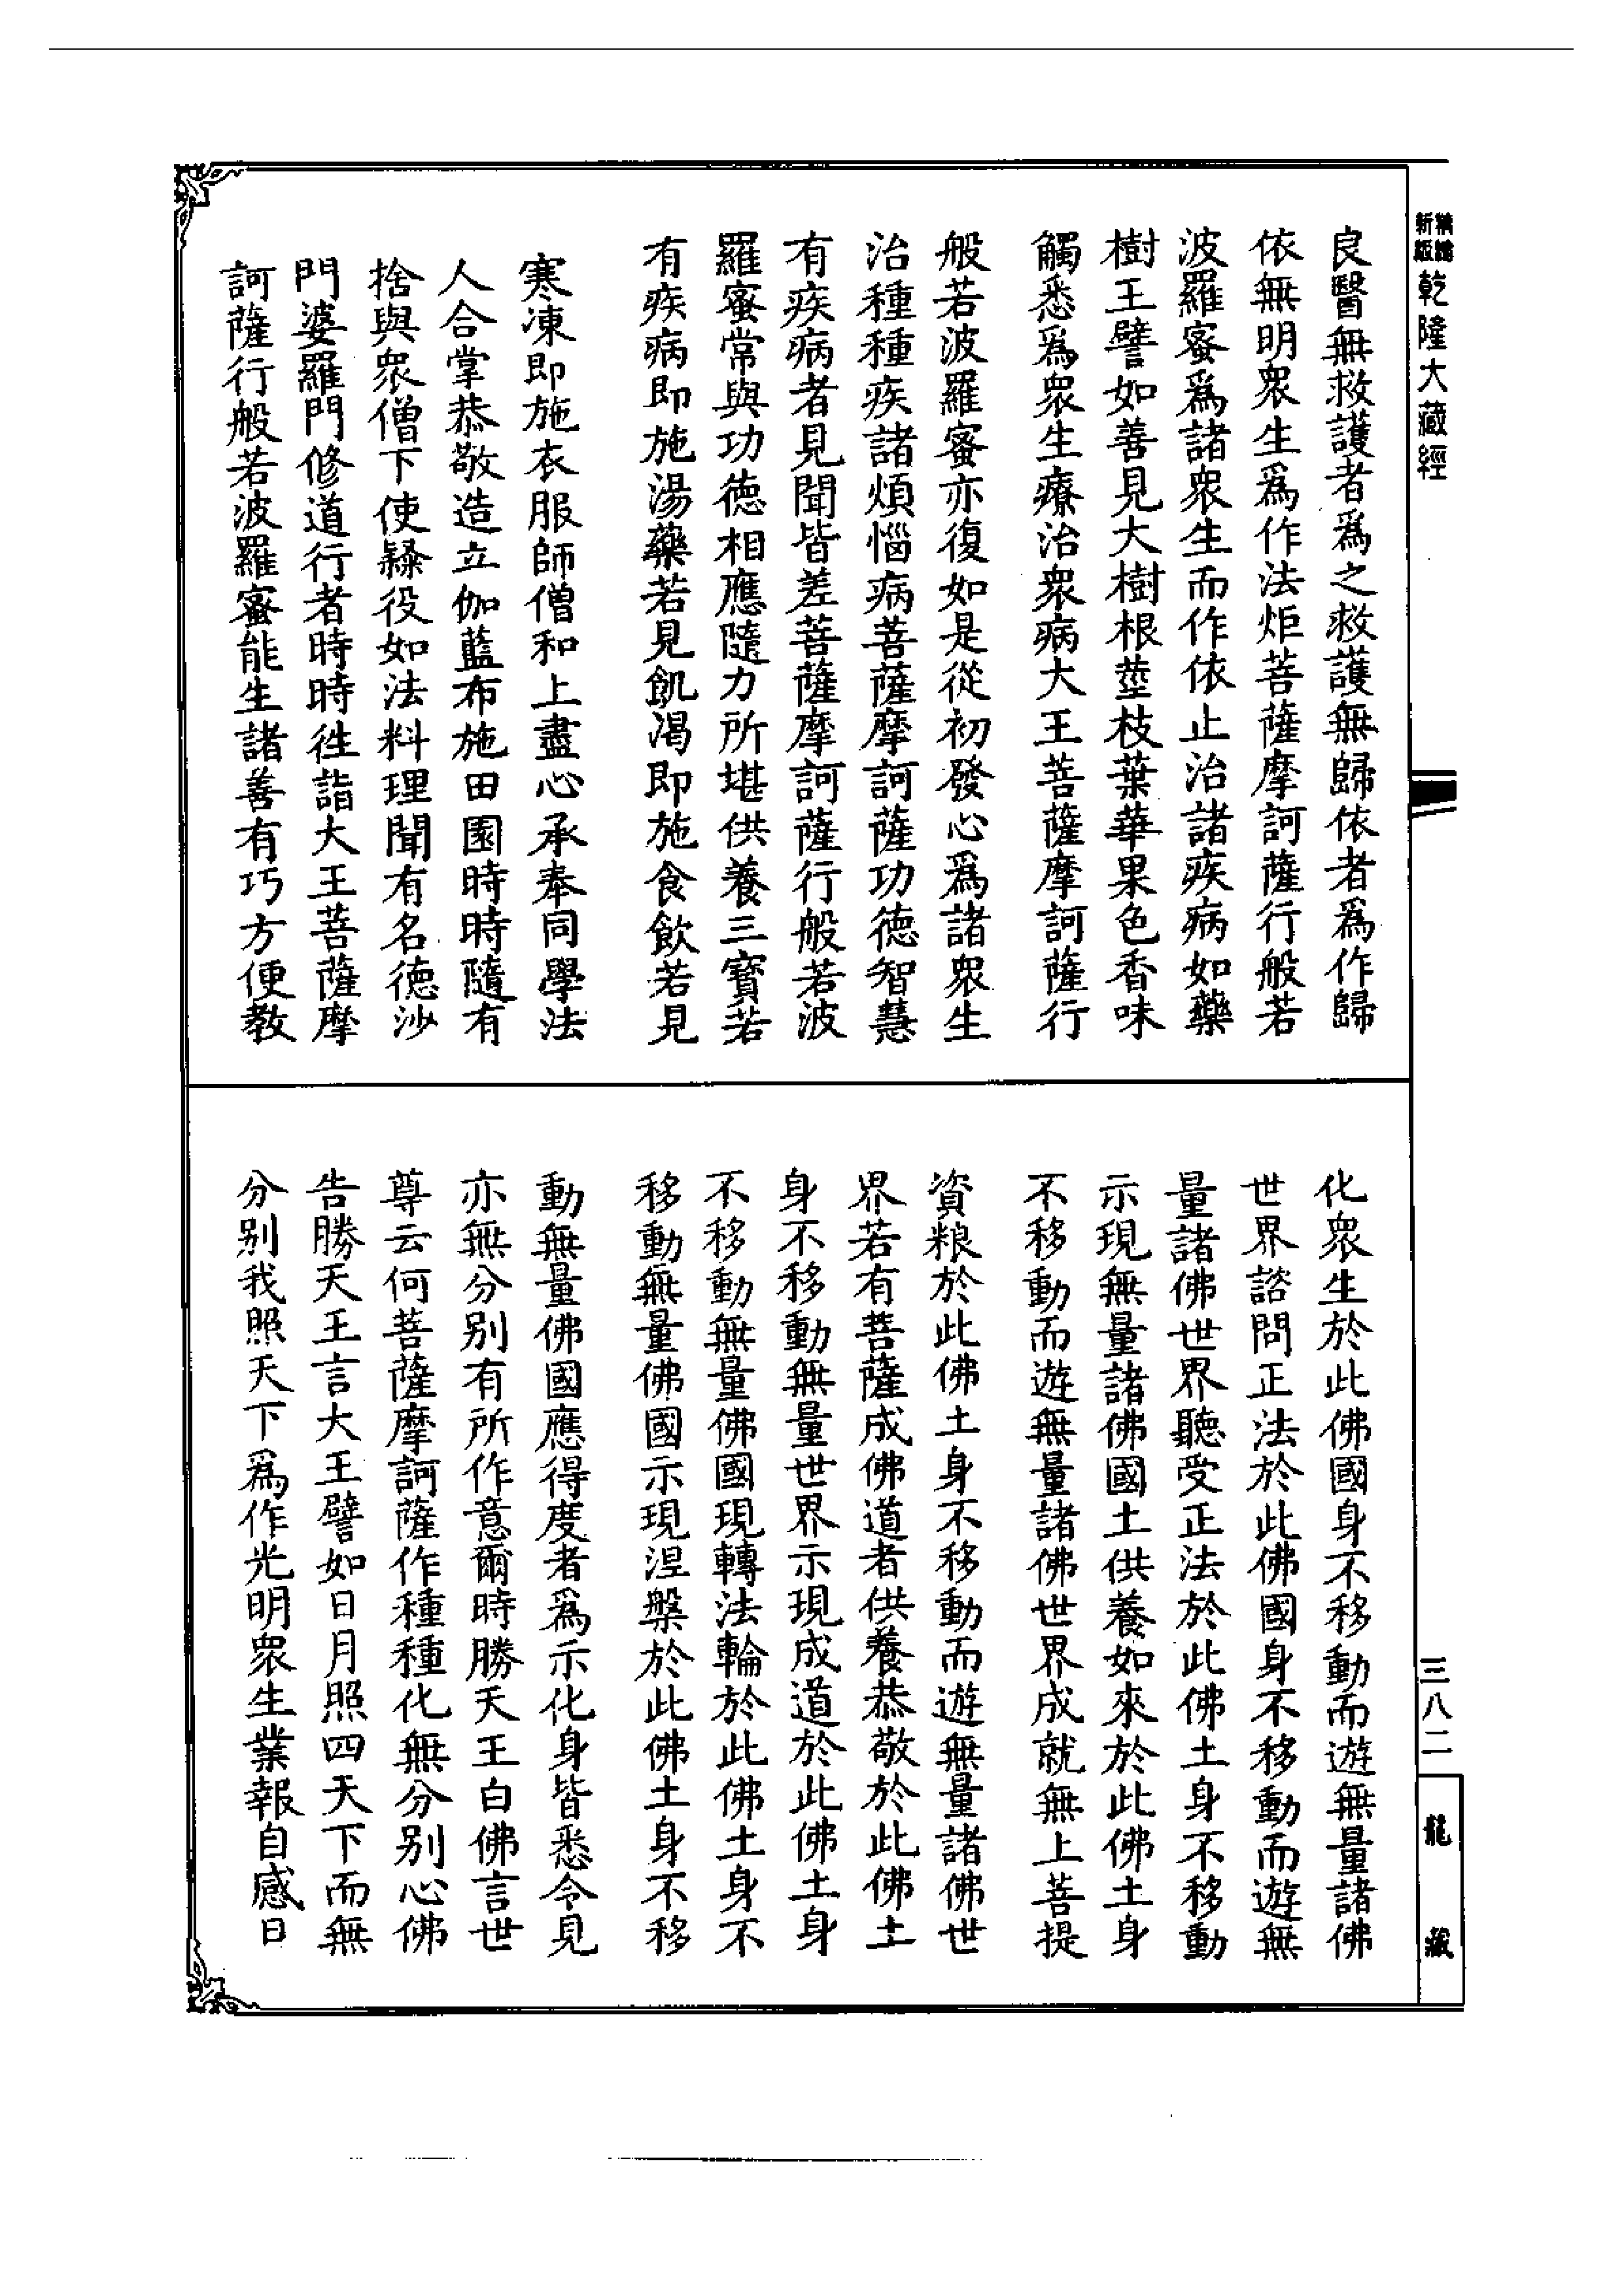 新編縮版乾隆大藏經
良醫無救護者爲之救護無歸依者爲作歸
依無明衆生爲作法炬菩薩摩訶薩行般若
波羅蜜爲諸衆生而作依止治諸疾病如藥
樹王譬如善見大樹根莖枝葉華果色香味
觸悉爲衆生療治衆病大王菩薩摩訶薩行
般若波羅蜜亦復如是從初發心爲諸衆生
治種種疾諸煩惱病菩薩摩訶薩功德智慧
有疾病者見聞皆差菩薩摩訶薩行般若波
羅蜜常與功德相應隨力所堪供養三寶若
有疾病即施湯藥若見飢渴即施食飲若見
寒凍即施衣服師僧和上盡心承奉同學法
人合掌恭敬造立伽藍布施田園時時隨有
捨與衆僧下使繇役如法料理聞有名德沙
門婆羅門修道行者時時往詣大王菩薩摩
訶薩行般若波羅蜜能生諸善有巧方便教
化衆生於此佛國身不移動而遊無量諸佛
世界諮問正法於此佛國身不移動而遊無
量諸佛世界聽受正法於此佛土身不移動
示現無量諸佛國土供養如來於此佛土身
不移動而遊無量諸佛世界成就無上菩提
資粮於此佛土身不移動而遊無量諸佛世
界若有菩薩成佛道者供養恭敬於此佛土
身不移動無量世界示現成道於此佛土身
不移動無量佛國現轉法輪於此佛土身不
移動無量佛國示現涅槃於此佛土身不移
動無量佛國應得度者爲示化身皆悉令見
亦無分别有所作意爾時勝天王白佛言世
尊云何菩薩摩訶薩作種種化無分别心佛
告勝天王言大王譬如日月照四天下而無
分别我照天下爲作光明衆生業報自感日
三八二
龍藏